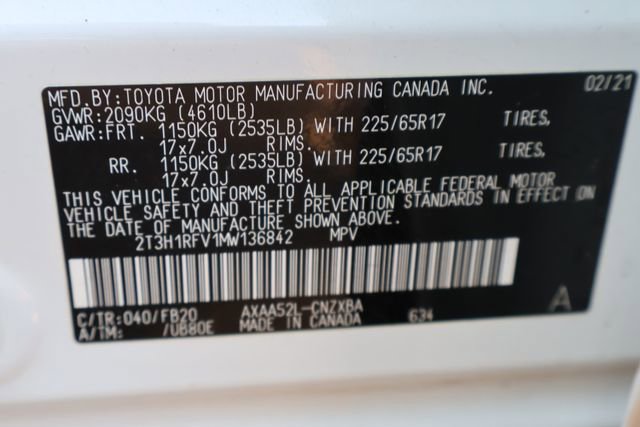 MFD.BY:TOYOTA MOTOR MANUFACTURING CANADA INC. 02/21
GVWR:2090KG (4610LB)
GAWR:FRT. 1150KG (2535LB) WITH 225/65R17 TIRES,
17x7.0J RIMS.
RR. 1150KG (2535LB) WITH 225/65R17 TIRES,
17x7.0J RIMS.
THIS VEHICLE CONFORMS TO ALL APPLICABLE FEDERAL MOTOR
VEHICLE SAFETY AND THEFT PREVENTION STANDARDS IN EFFECT ON
THE DATE OF MANUFACTURE SHOWN ABOVE.
2T3H1RFV1MW136842 MPV
C/TR:040/FB20 AXAA52L-CNZXBA 634 A
A/TM: /UB80E MADE IN CANADA